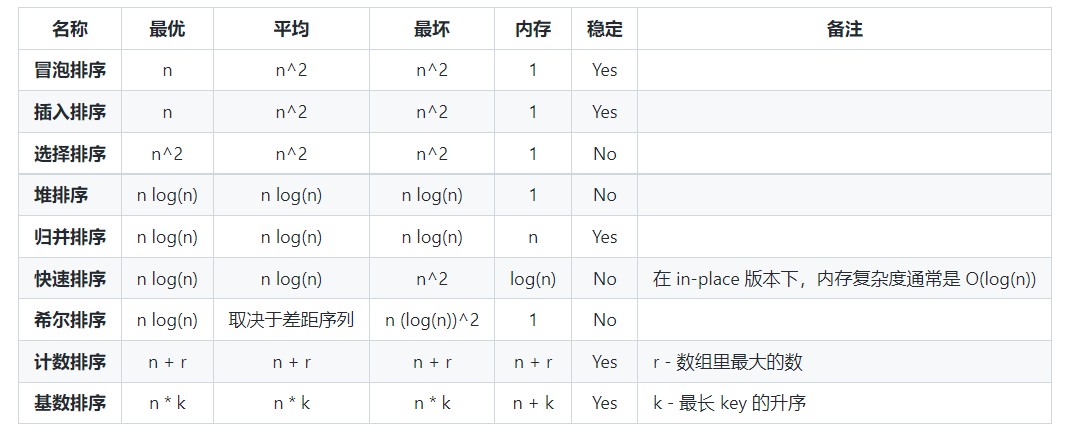 名称 最优 平均 最坏 内存 稳定 备注
冒泡排序 n n^2 n^2 1 Yes
插入排序 n n^2 n^2 1 Yes
选择排序 n^2 n^2 n^2 1 No
堆排序 n log(n) n log(n) n log(n) 1 No
归并排序 n log(n) n log(n) n log(n) n Yes
快速排序 n log(n) n log(n) n^2 log(n) No 在 in-place 版本下，内存复杂度通常是 O(log(n))
希尔排序 n log(n) 取决于差距序列 n (log(n))^2 1 No
计数排序 n + r n + r n + r n + r Yes r - 数组里最大的数
基数排序 n * k n * k n * k n + k Yes k - 最长 key 的升序